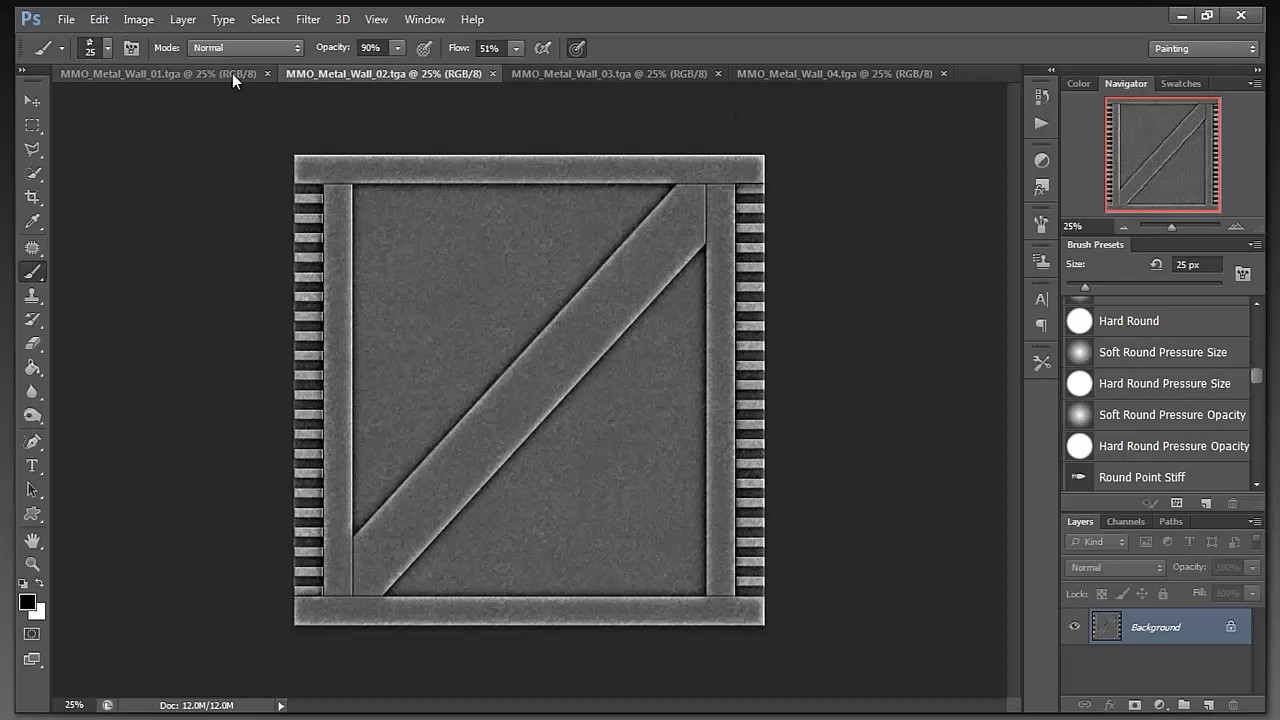 Ps File Edit Image Layer Type Select Filter 3D View Window Help
25 Mode: Normal Opacity: 90% Flow: 51% Painting
MMO_Metal_Wall_01.tga @ 25% (RGB/8) × MMO_Metal_Wall_02.tga @ 25% (RGB/8) × MMO_Metal_Wall_03.tga @ 25% (RGB/8) × MMO_Metal_Wall_04.tga @ 25% (RGB/8) ×
Color Navigator Swatches
25%
Brush Presets
Size: 25 px
Hard Round
Soft Round Pressure Size
Hard Round Pressure Size
Soft Round Pressure Opacity
Hard Round Pressure Opacity
Round Point Stiff
Layers Channels Paths
Kind
Normal Opacity: 100%
Lock: Fill: 100%
Background
25% Doc: 12.0M/12.0M